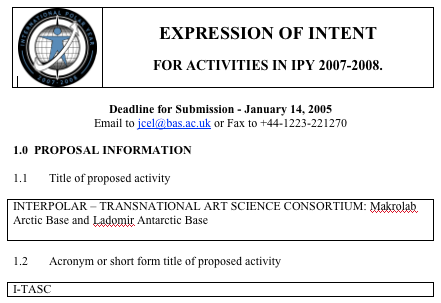 INTERNATIONAL POLAR YEAR
2007-2008
EXPRESSION OF INTENT
FOR ACTIVITIES IN IPY 2007-2008.
Deadline for Submission - January 14, 2005
Email to jcel@bas.ac.uk or Fax to +44-1223-221270
1.0 PROPOSAL INFORMATION
1.1 Title of proposed activity
INTERPOLAR – TRANSNATIONAL ART SCIENCE CONSORTIUM: Makrolab
Arctic Base and Ladomir Antarctic Base
1.2 Acronym or short form title of proposed activity
I-TASC